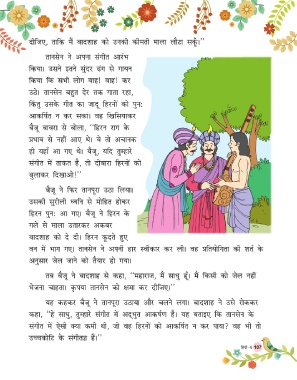 दीजिए, ताकि मैं बादशाह को उनकी कीमती माला लौटा सकूँ।"
तानसेन ने अपना संगीत आरंभ
किया। उसने इतने सुंदर ढंग से गायन
किया कि सभी लोग वाह! वाह! कर
उठे। तानसेन बहुत देर तक गाता रहा,
किंतु उसके गीत का जादू हिरनों को पुनः
आकर्षित न कर सका। वह खिसियाकर
बैजू बावरा से बोला, "हिरन राग के
प्रभाव से नहीं आए थे। वे तो अचानक
ही यहाँ आ गए थे। बैजू, यदि तुम्हारे
संगीत में ताकत है, तो दोबारा हिरनों को
बुलाकर दिखाओ!"
बैजू ने फिर तानपूरा उठा लिया।
उसकी सुरीली ध्वनि से मोहित होकर
हिरन पुनः आ गए। बैजू ने हिरन के
गले से माला उतारकर अकबर
बादशाह को दे दी। हिरन कूदते हुए
वन में भाग गए। तानसेन ने अपनी हार स्वीकार कर ली। वह प्रतियोगिता की शर्त के
अनुसार जेल जाने को तैयार हो गया।
तब बैजू ने बादशाह से कहा, "महाराज, मैं साधु हूँ। मैं किसी को जेल नहीं
भेजना चाहता। कृपया तानसेन को क्षमा कर दीजिए।"
यह कहकर बैजू ने तानपूरा उठाया और चलने लगा। बादशाह ने उसे रोककर
कहा, "हे साधु, तुम्हारे संगीत में अद्भुत आकर्षण है। यह बताइए कि तानसेन के
संगीत में ऐसी क्या कमी थी, जो वह हिरनों को आकर्षित न कर पाया? वह भी तो
उच्चकोटि के संगीतज्ञ हैं।"
107